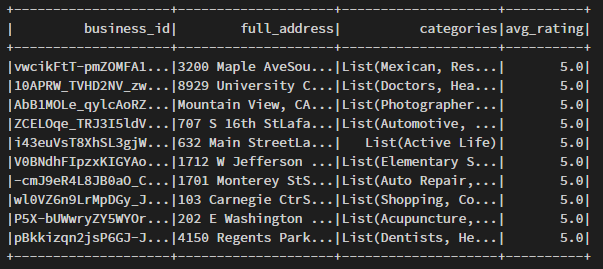 +--------------------+--------------------+--------------------+----------+
|         business_id|        full_address|          categories|avg_rating|
+--------------------+--------------------+--------------------+----------+
|vwcikFtT-pmZOMFA1...|3200 Maple AveSou...|List(Mexican, Res...|       5.0|
|10APRW_TVHD2NV_zw...|8929 University C...|List(Doctors, Hea...|       5.0|
|AbB1MOLe_qylcAoRZ...|Mountain View, CA...|List(Photographer...|       5.0|
|ZCELOqe_TRJ3I5ldV...|707 S 16th StLafa...|List(Automotive, ...|       5.0|
|i43euVsT8XhSL3gjW...|632 Main StreetLa...|   List(Active Life)|       5.0|
|V0BNdhFIpzxKIGYAo...|1712 W Jefferson ...|List(Elementary S...|       5.0|
|-cmJ9eR4L8JB0aO_C...|1701 Monterey StS...|List(Auto Repair,...|       5.0|
|wl0VZ6n9LrMpDGy_J...|103 Carnegie CtrS...|List(Shopping, Co...|       5.0|
|P5X-bUWwryZY5WYOr...|202 E Washington ...|List(Acupuncture,...|       5.0|
|pBkkizqn2jsP6GJ-J...|4150 Regents Park...|List(Dentists, He...|       5.0|
+--------------------+--------------------+--------------------+----------+